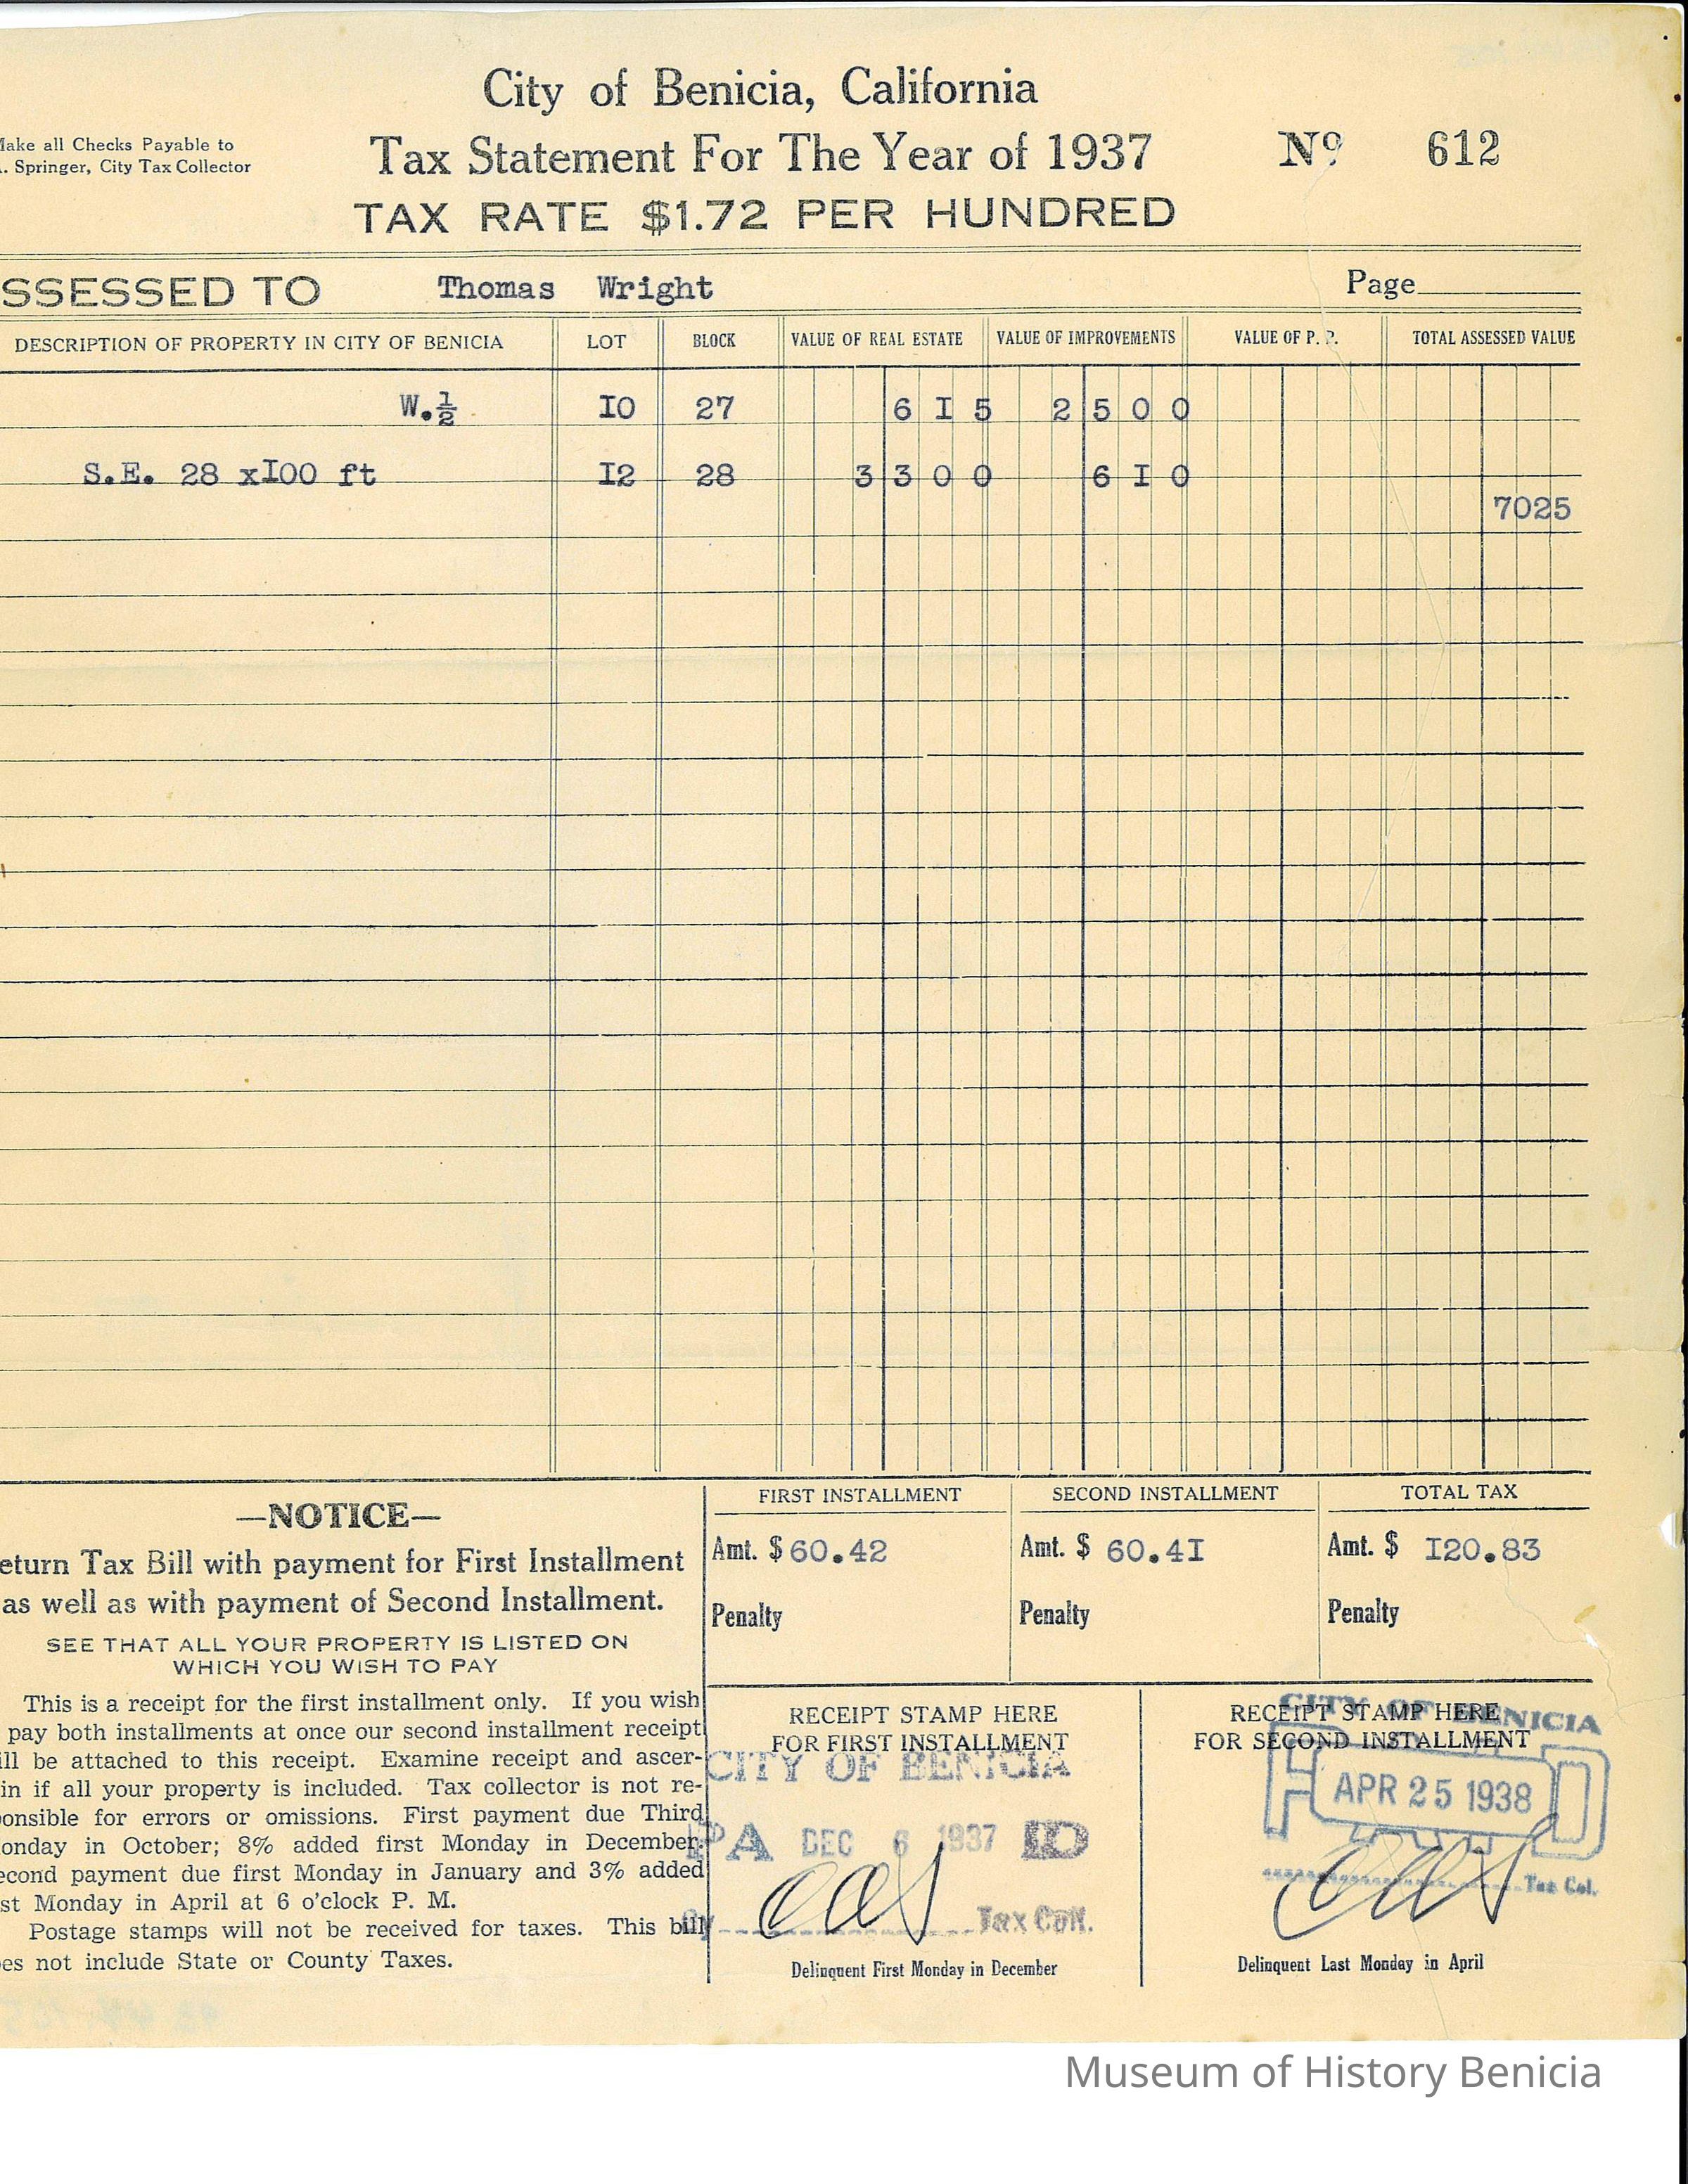 City of Benicia, California
Make all Checks Payable to
. Springer, City Tax Collector
Tax Statement For The Year of 1937
Nº 612
TAX RATE $1.72 PER HUNDRED
SSESSED TO Thomas Wright Page
DESCRIPTION OF PROPERTY IN CITY OF BENICIA LOT BLOCK VALUE OF REAL ESTATE VALUE OF IMPROVEMENTS VALUE OF P. P. TOTAL ASSESSED VALUE
W.½ I0 27 6I5 2500
S.E. 28 xI00 ft I2 28 3300 6I0
7025
—NOTICE—
eturn Tax Bill with payment for First Installment
as well as with payment of Second Installment.
SEE THAT ALL YOUR PROPERTY IS LISTED ON
WHICH YOU WISH TO PAY
This is a receipt for the first installment only. If you wish
pay both installments at once our second installment receipt
ill be attached to this receipt. Examine receipt and ascer-
in if all your property is included. Tax collector is not re-
ponsible for errors or omissions. First payment due Third
onday in October; 8% added first Monday in December;
econd payment due first Monday in January and 3% added
st Monday in April at 6 o'clock P. M.
Postage stamps will not be received for taxes. This bill
es not include State or County Taxes.
FIRST INSTALLMENT SECOND INSTALLMENT TOTAL TAX
Amt. $ 60.42 Amt. $ 60.4I Amt. $ I20.83
Penalty Penalty Penalty
RECEIPT STAMP HERE
FOR FIRST INSTALLMENT
CITY OF BENICIA
PA DEC 6 1937 ID
By Tax Coll.
Delinquent First Monday in December
RECEIPT STAMP HERE
FOR SECOND INSTALLMENT
CITY OF BENICIA
APR 25 1938
Tax Col.
Delinquent Last Monday in April
Museum of History Benicia